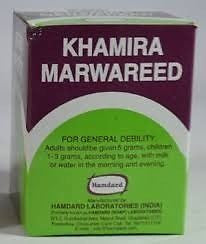 KHAMIRA
MARWAREED
FOR GENERAL DEBILITY
Adults should be given 5 grams, children
1-3 grams, according to age, with milk
or water in the morning and evening.
Hamdard
Manufactured by
HAMDARD LABORATORIES (INDIA)